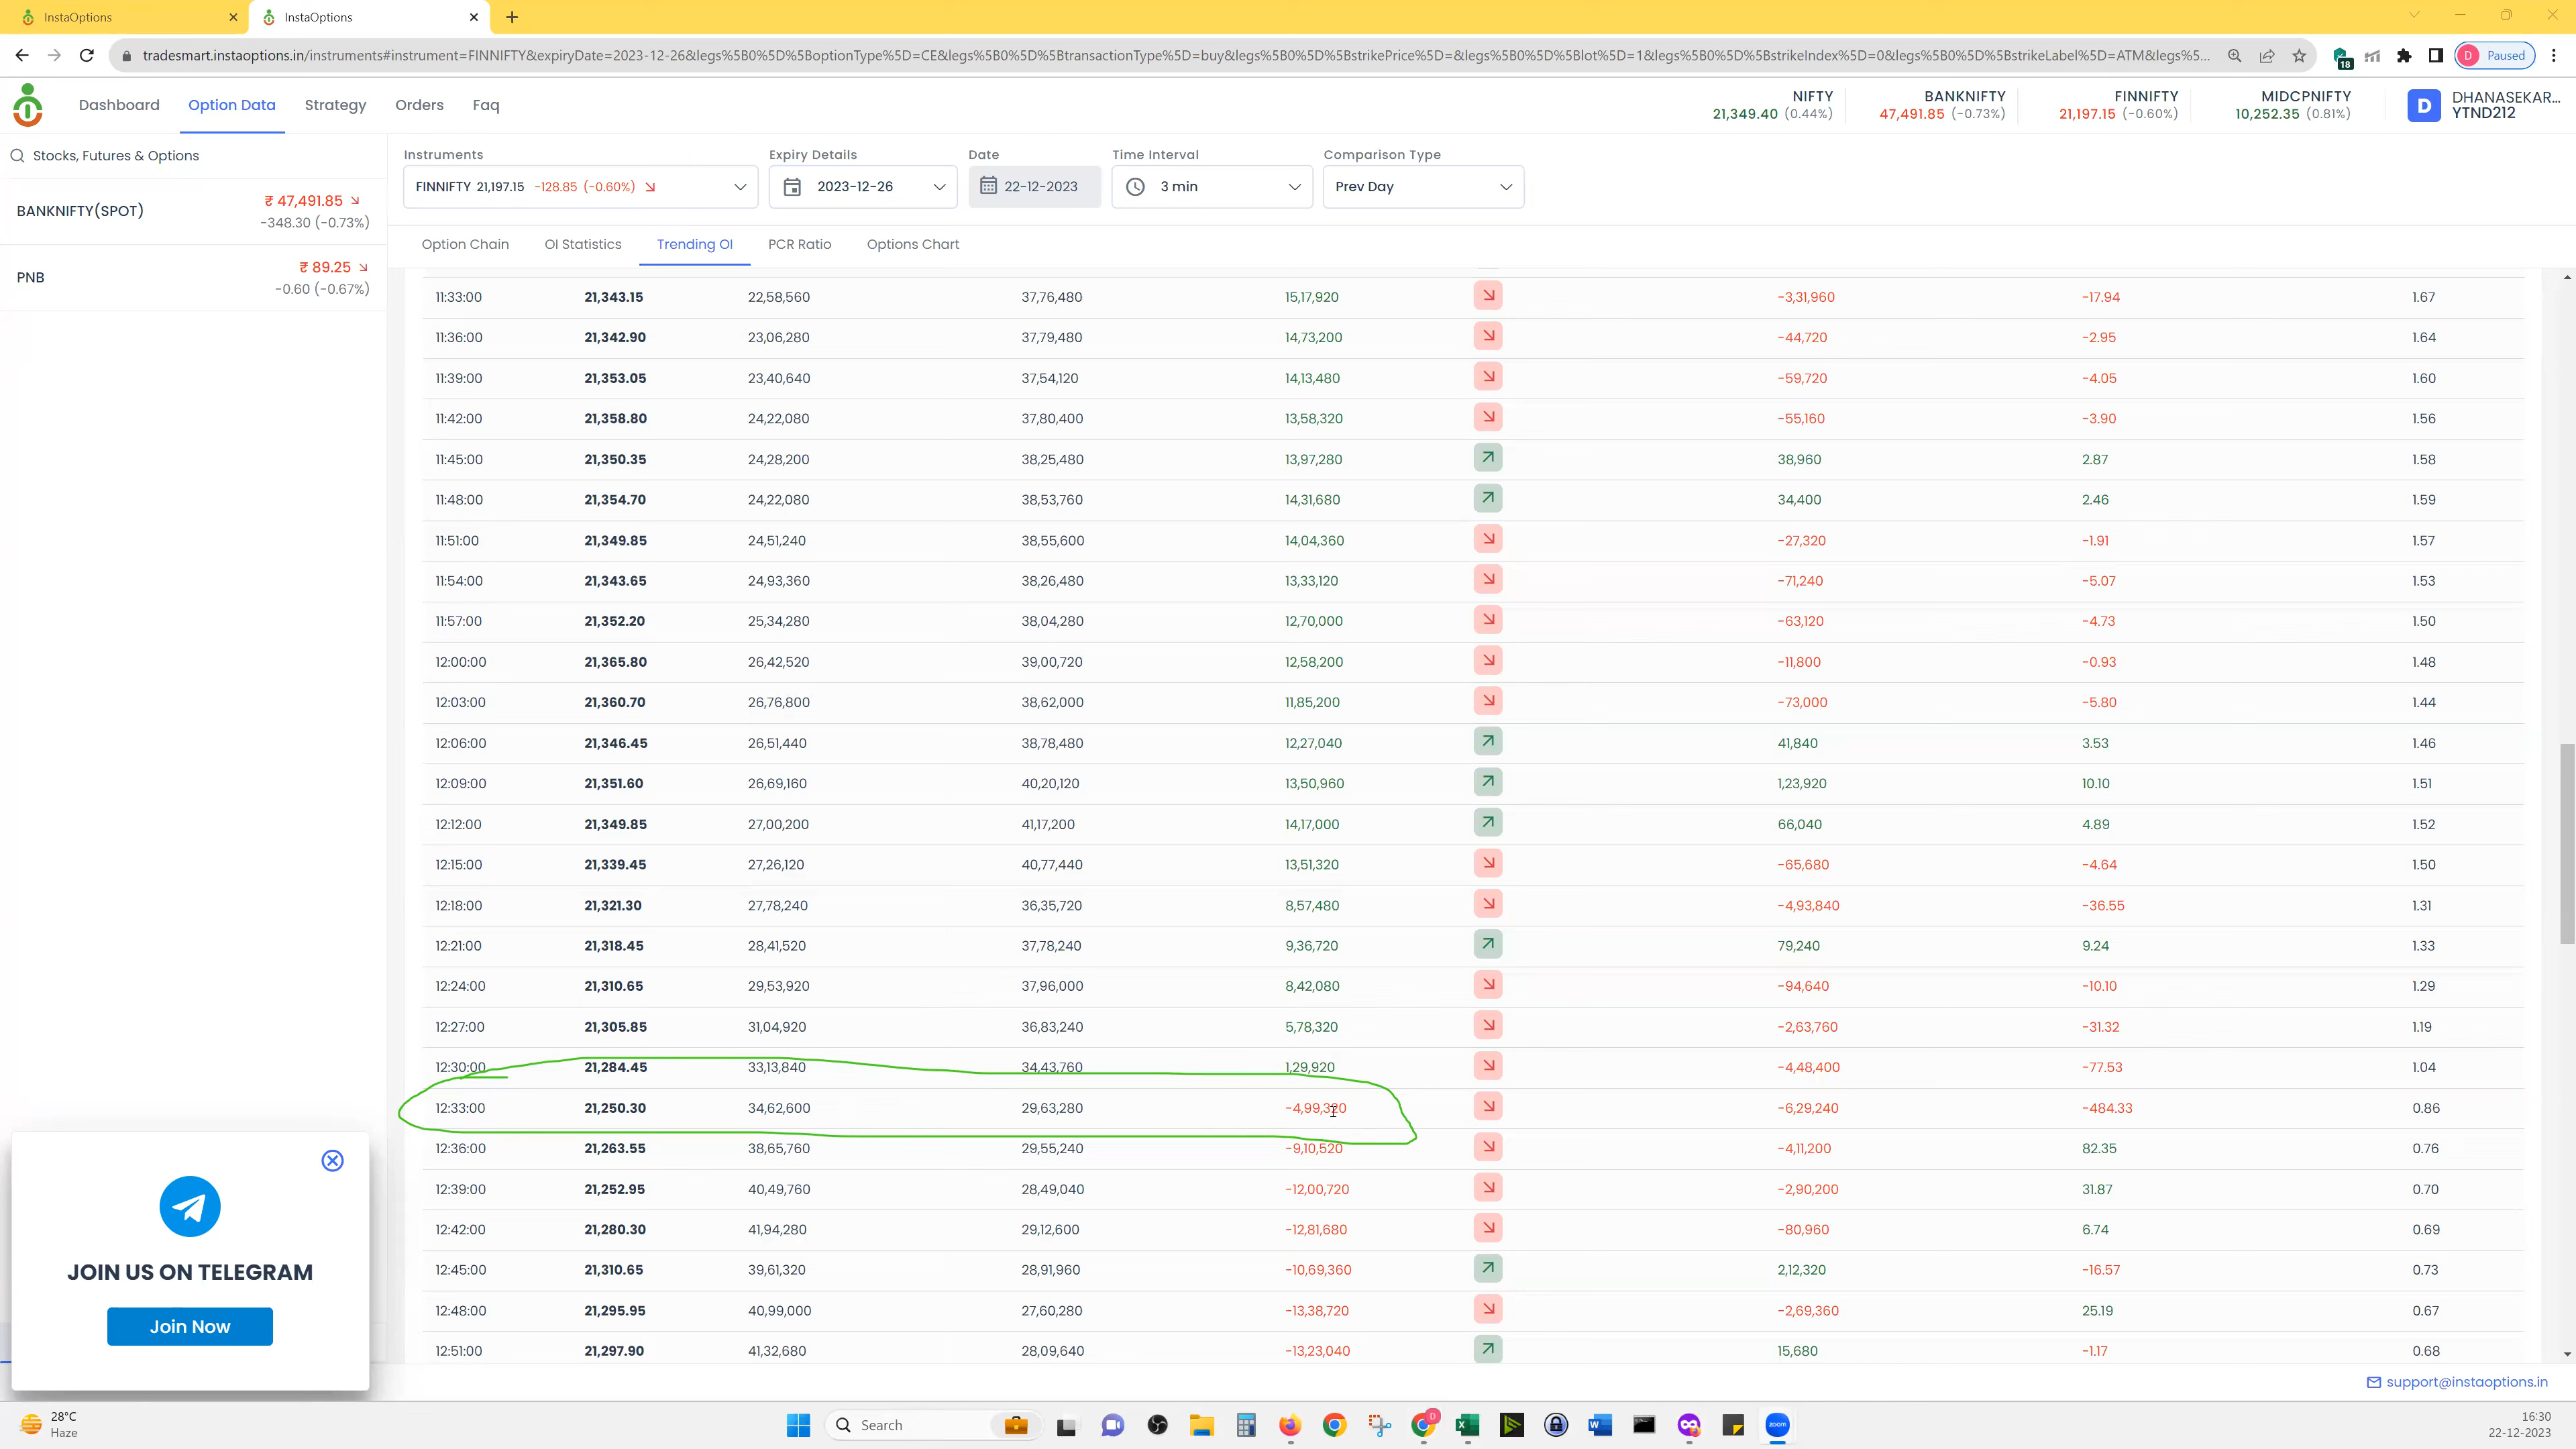 InstaOptions
InstaOptions
tradesmart.instaoptions.in/instruments#instrument=FINNIFTY&expiryDate=2023-12-26&legs%5B0%5D%5BoptionType%5D=CE&legs%5B0%5D%5BtransactionType%5D=buy&legs%5B0%5D%5BstrikePrice%5D=&legs%5B0%5D%5Blot%5D=1&legs%5B0%5D%5BstrikeIndex%5D=0&legs%5B0%5D%5BstrikeLabel%5D=ATM&legs%5...
18
D Paused
Dashboard Option Data Strategy Orders Faq
NIFTY
21,349.40 (0.44%)
BANKNIFTY
47,491.85 (-0.73%)
FINNIFTY
21,197.15 (-0.60%)
MIDCPNIFTY
10,252.35 (0.81%)
D
DHANASEKAR...
YTND212
Stocks, Futures & Options
BANKNIFTY(SPOT)
₹ 47,491.85
-348.30 (-0.73%)
PNB
₹ 89.25
-0.60 (-0.67%)
Instruments Expiry Details Date Time Interval Comparison Type
FINNIFTY 21,197.15 -128.85 (-0.60%) 2023-12-26 22-12-2023 3 min Prev Day
Option Chain OI Statistics Trending OI PCR Ratio Options Chart
11:33:00 21,343.15 22,58,560 37,76,480 15,17,920 -3,31,960 -17.94 1.67
11:36:00 21,342.90 23,06,280 37,79,480 14,73,200 -44,720 -2.95 1.64
11:39:00 21,353.05 23,40,640 37,54,120 14,13,480 -59,720 -4.05 1.60
11:42:00 21,358.80 24,22,080 37,80,400 13,58,320 -55,160 -3.90 1.56
11:45:00 21,350.35 24,28,200 38,25,480 13,97,280 38,960 2.87 1.58
11:48:00 21,354.70 24,22,080 38,53,760 14,31,680 34,400 2.46 1.59
11:51:00 21,349.85 24,51,240 38,55,600 14,04,360 -27,320 -1.91 1.57
11:54:00 21,343.65 24,93,360 38,26,480 13,33,120 -71,240 -5.07 1.53
11:57:00 21,352.20 25,34,280 38,04,280 12,70,000 -63,120 -4.73 1.50
12:00:00 21,365.80 26,42,520 39,00,720 12,58,200 -11,800 -0.93 1.48
12:03:00 21,360.70 26,76,800 38,62,000 11,85,200 -73,000 -5.80 1.44
12:06:00 21,346.45 26,51,440 38,78,480 12,27,040 41,840 3.53 1.46
12:09:00 21,351.60 26,69,160 40,20,120 13,50,960 1,23,920 10.10 1.51
12:12:00 21,349.85 27,00,200 41,17,200 14,17,000 66,040 4.89 1.52
12:15:00 21,339.45 27,26,120 40,77,440 13,51,320 -65,680 -4.64 1.50
12:18:00 21,321.30 27,78,240 36,35,720 8,57,480 -4,93,840 -36.55 1.31
12:21:00 21,318.45 28,41,520 37,78,240 9,36,720 79,240 9.24 1.33
12:24:00 21,310.65 29,53,920 37,96,000 8,42,080 -94,640 -10.10 1.29
12:27:00 21,305.85 31,04,920 36,83,240 5,78,320 -2,63,760 -31.32 1.19
12:30:00 21,284.45 33,13,840 34,43,760 1,29,920 -4,48,400 -77.53 1.04
12:33:00 21,250.30 34,62,600 29,63,280 -4,99,320 -6,29,240 -484.33 0.86
12:36:00 21,263.55 38,65,760 29,55,240 -9,10,520 -4,11,200 82.35 0.76
12:39:00 21,252.95 40,49,760 28,49,040 -12,00,720 -2,90,200 31.87 0.70
12:42:00 21,280.30 41,94,280 29,12,600 -12,81,680 -80,960 6.74 0.69
12:45:00 21,310.65 39,61,320 28,91,960 -10,69,360 2,12,320 -16.57 0.73
12:48:00 21,295.95 40,99,000 27,60,280 -13,38,720 -2,69,360 25.19 0.67
12:51:00 21,297.90 41,32,680 28,09,640 -13,23,040 15,680 -1.17 0.68
JOIN US ON TELEGRAM
Join Now
support@instaoptions.in
28°C
Haze
Search
D
zoom
16:30
22-12-2023